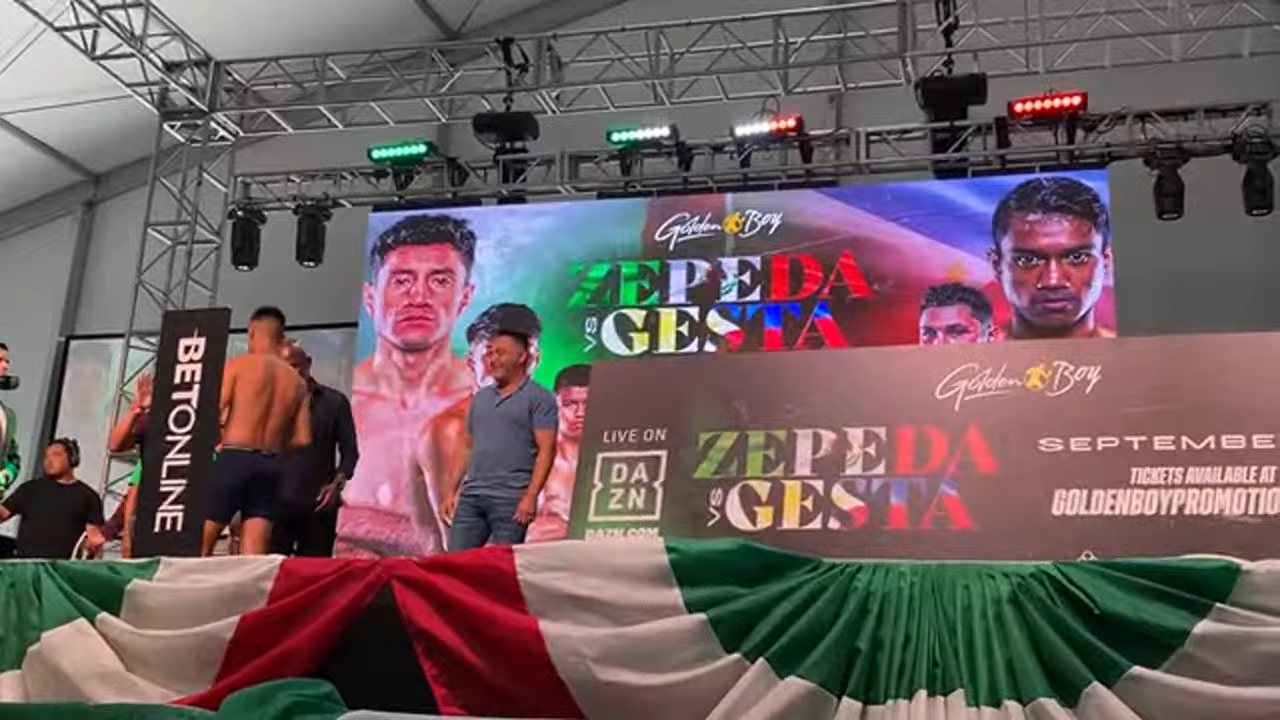 Golden Boy
ZEPEDA
VS
GESTA
BETONLINE
Golden Boy
LIVE ON
DAZN
DAZN.COM
ZEPEDA
VS
GESTA
SEPTEMBE
TICKETS AVAILABLE AT
GOLDENBOYPROMOTIO